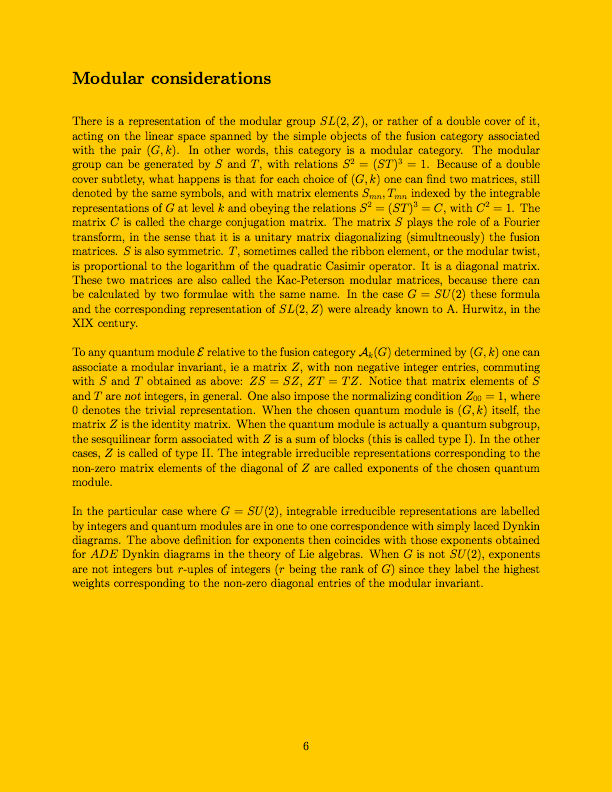 Modular considerations
There is a representation of the modular group SL(2, Z), or rather of a double cover of it,
acting on the linear space spanned by the simple objects of the fusion category associated
with the pair (G, k). In other words, this category is a modular category. The modular
group can be generated by S and T, with relations S² = (ST)³ = 1. Because of a double
cover subtlety, what happens is that for each choice of (G, k) one can find two matrices, still
denoted by the same symbols, and with matrix elements Sₘₙ, Tₘₙ indexed by the integrable
representations of G at level k and obeying the relations S² = (ST)³ = C, with C² = 1. The
matrix C is called the charge conjugation matrix. The matrix S plays the role of a Fourier
transform, in the sense that it is a unitary matrix diagonalizing (simultneously) the fusion
matrices. S is also symmetric. T, sometimes called the ribbon element, or the modular twist,
is proportional to the logarithm of the quadratic Casimir operator. It is a diagonal matrix.
These two matrices are also called the Kac-Peterson modular matrices, because there can
be calculated by two formulae with the same name. In the case G = SU(2) these formula
and the corresponding representation of SL(2, Z) were already known to A. Hurwitz, in the
XIX century.
To any quantum module ℰ relative to the fusion category 𝒜ₖ(G) determined by (G, k) one can
associate a modular invariant, ie a matrix Z, with non negative integer entries, commuting
with S and T obtained as above: ZS = SZ, ZT = TZ. Notice that matrix elements of S
and T are not integers, in general. One also impose the normalizing condition Z₀₀ = 1, where
0 denotes the trivial representation. When the chosen quantum module is (G, k) itself, the
matrix Z is the identity matrix. When the quantum module is actually a quantum subgroup,
the sesquilinear form associated with Z is a sum of blocks (this is called type I). In the other
cases, Z is called of type II. The integrable irreducible representations corresponding to the
non-zero matrix elements of the diagonal of Z are called exponents of the chosen quantum
module.
In the particular case where G = SU(2), integrable irreducible representations are labelled
by integers and quantum modules are in one to one correspondence with simply laced Dynkin
diagrams. The above definition for exponents then coincides with those exponents obtained
for ADE Dynkin diagrams in the theory of Lie algebras. When G is not SU(2), exponents
are not integers but r-uples of integers (r being the rank of G) since they label the highest
weights corresponding to the non-zero diagonal entries of the modular invariant.
6